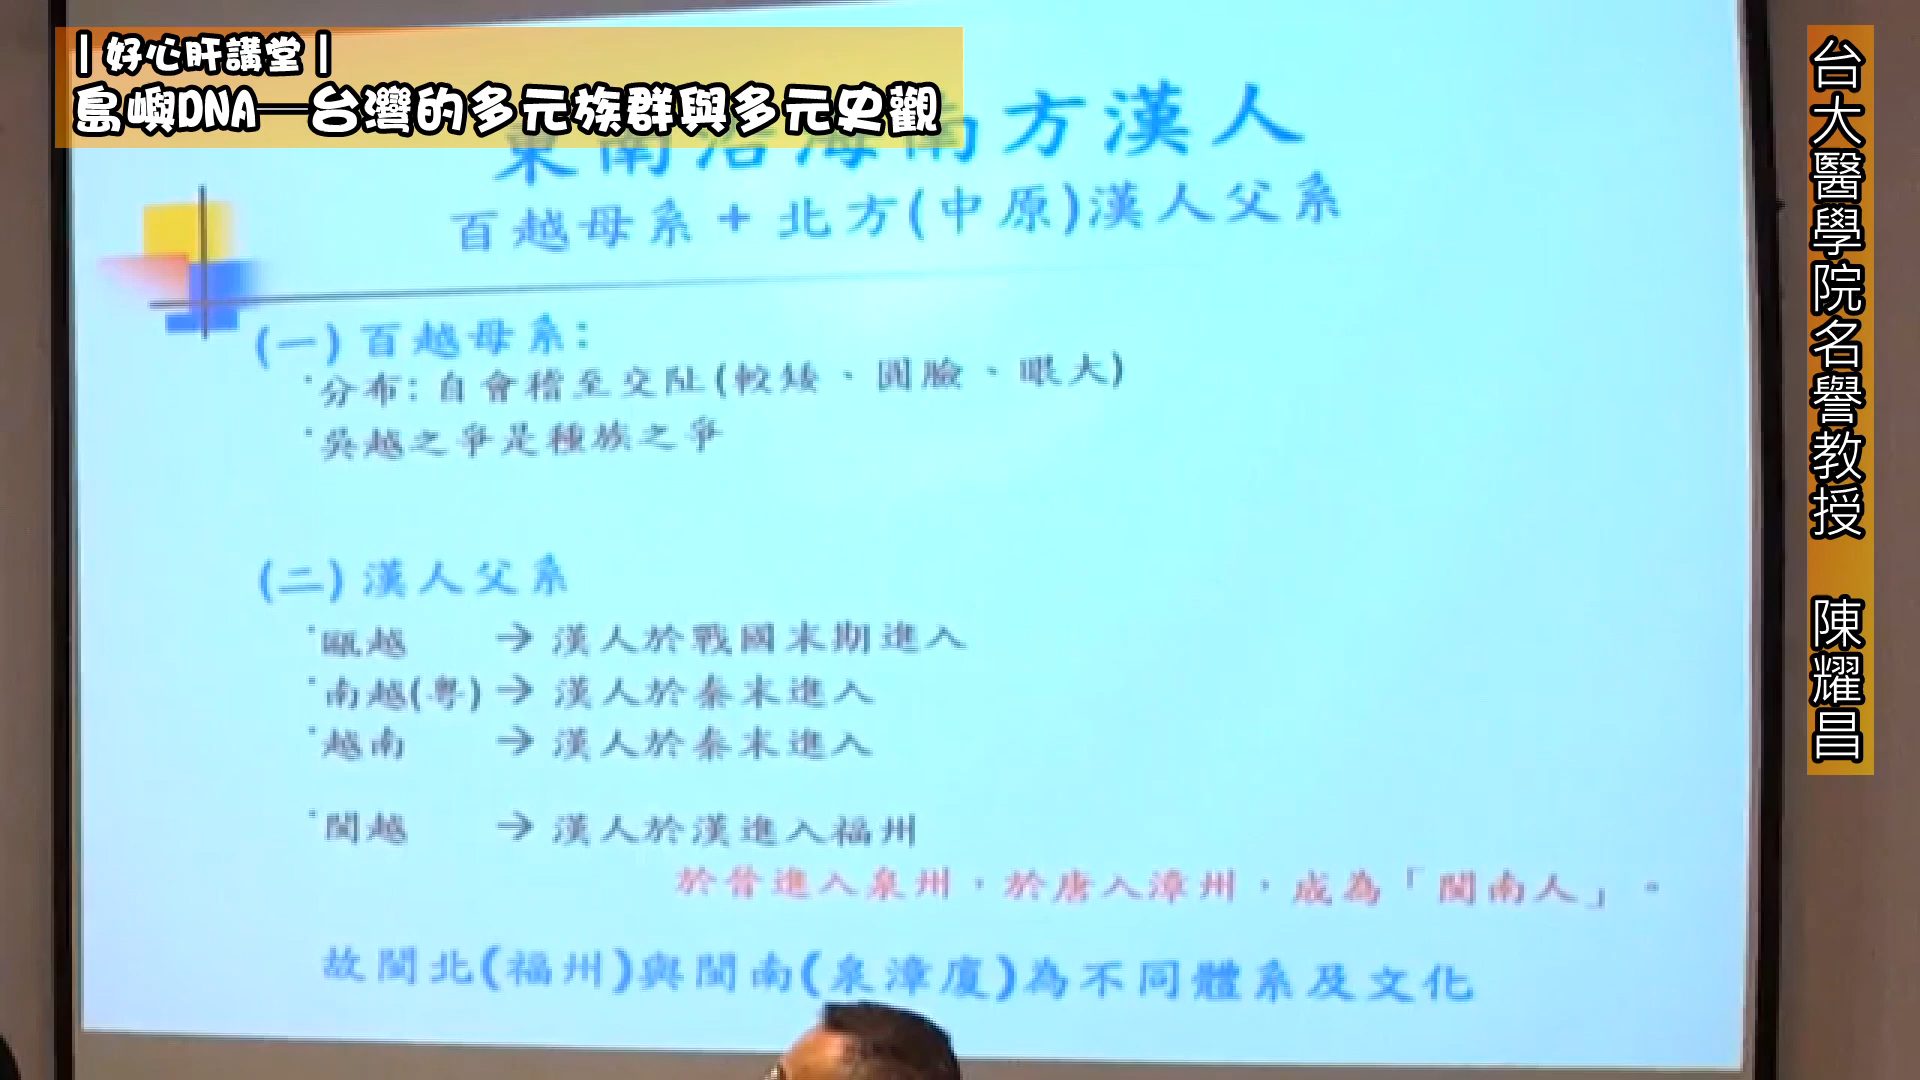 | 好心肝講堂 |
島嶼DNA─台灣的多元族群與多元史觀
台大醫學院名譽教授 陳耀昌
東南沿海南方漢人
百越母系+北方(中原)漢人父系
(一) 百越母系:
分布: 自會稽至交阯(較矮、圓臉、眼大)
吳越之爭是種族之爭
(二) 漢人父系
甌越 → 漢人於戰國末期進入
南越(粵) → 漢人於秦末進入
越南 → 漢人於秦末進入
閩越 → 漢人於漢進入福州
於晉進入泉州,於唐入漳州,成為「閩南人」。
故閩北(福州)與閩南(泉漳廈)為不同體系及文化